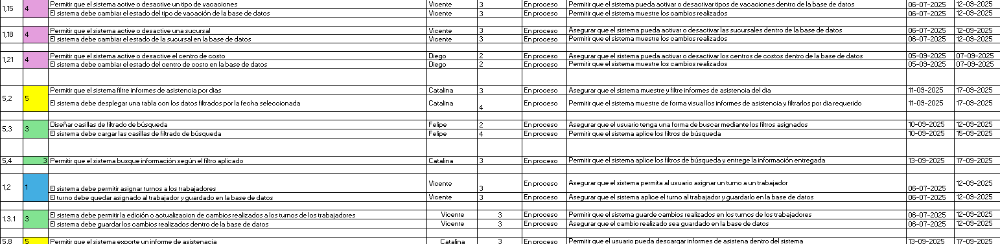 1,15 4 Permitir que el sistema active o desactive un tipo de vacaciones Vicente 3 En proceso Permitir que el sistema pueda activar o desactivar tipos de vacaciones dentro de la base de datos 06-07-2025 12-09-2025
El sistema debe cambiar el estado del tipo de vacación de la base de datos Vicente 3 En proceso Permitir que el sistema muestre los cambios realizados 06-07-2025 12-09-2025
1,18 4 Permitir que el sistema active o desactive una sucursal Vicente 3 En proceso Asegurar que el sistema pueda activar o desactivar las sucursales dentro de la base de datos 06-07-2025 12-09-2025
El sistema debe cambiar el estado de la sucursal en la base de datos Vicente 3 En proceso Permitir que el sistema muestre los cambios realizados 06-07-2025 12-09-2025
1,21 4 Permitir que el sistema active o desactive el centro de costo Diego 2 En proceso Asegurar que el sistema pueda activar o desactivar los centros de costos dentro de la base de datos 05-09-2025 07-09-2025
El sistema debe cambiar el estado del centro de costo en la base de datos Diego 2 En proceso Permitir que el sistema muestre los cambios realizados 05-09-2025 07-09-2025
5,2 5 Permitir que el sistema filtre informes de asistencia por dias Catalina 3 En proceso Asegurar que el sistema muestre y filtre informes de asistencia del dia 11-09-2025 17-09-2025
El sistema debe desplegar una tabla con los datos filtrados por la fecha seleccionada Catalina 4 En proceso Permitir que el sistema muestre de forma visual los informes de asistencia y filtrarlos por dia requerido 11-09-2025 17-09-2025
5,3 3 Diseñar casillas de filtrado de búsqueda Felipe 2 En proceso Asegurar que el usuario tenga una forma de buscar mediante los filtros asignados 10-09-2025 12-09-2025
El sistema debe cargar las casillas de filtrado de búsqueda Felipe 4 En proceso Permitir que el sistema aplice los filtros de búsqueda 10-09-2025 15-09-2025
5,4 3 Permitir que el sistema busque información según el filtro aplicado Catalina 3 En proceso Permitir que el sistema aplice los filtros de búsqueda y entrege la información entregada 13-09-2025 17-09-2025
1,2 1 El sistema debe permitir asignar turnos a los trabajadores Vicente 3 En proceso Asegurar que el sistema permita al usuario asignar un turno a un trabajador 06-07-2025 12-09-2025
El turno debe quedar asignado al trabajador y guardado en la base de datos Vicente 3 En proceso Asegurar que el sistema aplice el turno al trabajador y guardarlo en la base de datos 06-07-2025 12-09-2025
1.3.1 3 El sistema debe permitir la edición o actualizacion de cambios realizados a los turnos de los trabajadores Vicente 3 En proceso Permitir que el sistema guarde cambios realizados en los turnos de los trabajadores 06-07-2025 12-09-2025
El sistema debe guardar los cambios realizados dentro de la base de datos Vicente 3 En proceso Asegurar que el cambio realizado sea guardado en la base de datos 06-07-2025 12-09-2025
5.8 5 Permitir que el sistema exporte un informe de asistenacia Catalina 3 En proceso Permitir que el usuario pueda descargar informes de asistena dentro del sistema 13-09-2025 17-09-2025